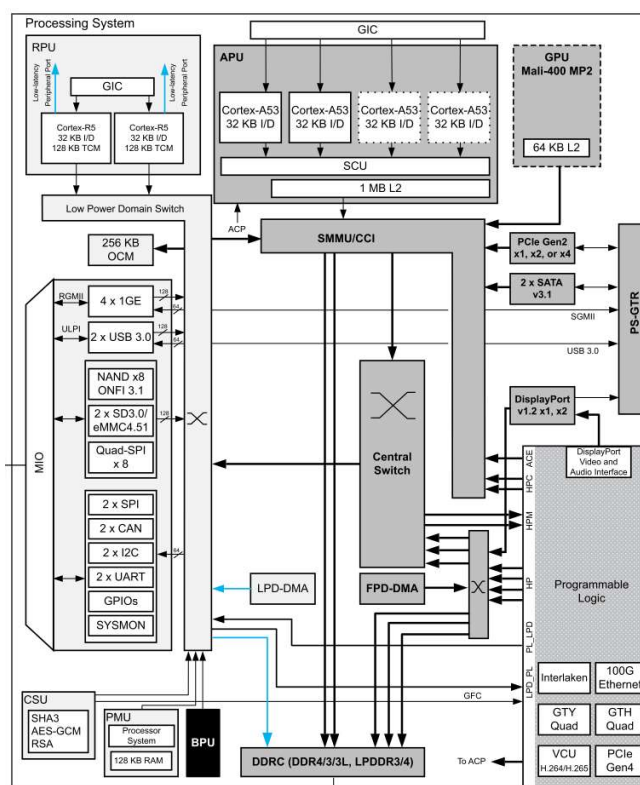 Processing System
RPU
Low-latency
Peripheral Port
Low-latency
Peripheral Port
GIC
Cortex-R5
32 KB I/D
128 KB TCM
Cortex-R5
32 KB I/D
128 KB TCM
GIC
APU
Cortex-A53
32 KB I/D
Cortex-A53
32 KB I/D
Cortex-A53
32 KB I/D
Cortex-A53
32 KB I/D
SCU
1 MB L2
GPU
Mali-400 MP2
64 KB L2
Low Power Domain Switch
ACP
256 KB
OCM
SMMU/CCI
PCIe Gen2
x1, x2, or x4
2 x SATA
v3.1
PS-GTR
SGMII
USB 3.0
MIO
RGMII
4 x 1GE
128
64
ULPI
2 x USB 3.0
128
64
NAND x8
ONFI 3.1
2 x SD3.0/
eMMC4.51
128
Quad-SPI
x 8
2 x SPI
2 x CAN
2 x I2C
64
2 x UART
GPIOs
SYSMON
Central
Switch
DisplayPort
v1.2 x1, x2
DisplayPort
Video and
Audio Interface
ACE
HPC
HPM
HP
PL_LPD
LPD_PL
Programmable
Logic
LPD-DMA
FPD-DMA
GFC
CSU
SHA3
AES-GCM
RSA
PMU
Processor
System
128 KB RAM
BPU
DDRC (DDR4/3/3L, LPDDR3/4)
To ACP
Interlaken
100G
Ethernet
GTY
Quad
GTH
Quad
VCU
H.264/H.265
PCIe
Gen4